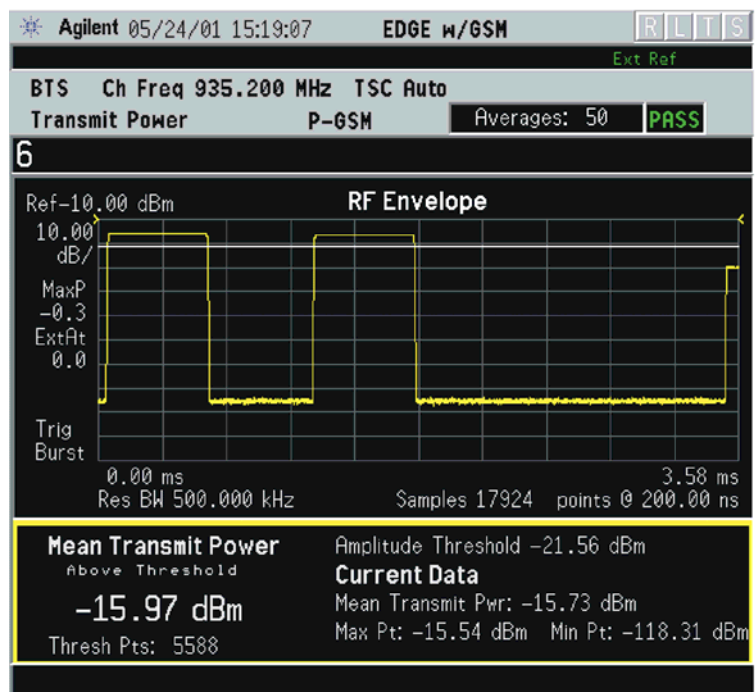 Agilent 05/24/01 15:19:07 EDGE w/GSM R L T S
Ext Ref
BTS Ch Freq 935.200 MHz TSC Auto
Transmit Power P-GSM Averages: 50 PASS
6
Ref-10.00 dBm RF Envelope
10.00
dB/
MaxP
-0.3
ExtAt
0.0
Trig
Burst
0.00 ms 3.58 ms
Res BW 500.000 kHz Samples 17924 points @ 200.00 ns
Mean Transmit Power Amplitude Threshold -21.56 dBm
Above Threshold Current Data
-15.97 dBm Mean Transmit Pwr: -15.73 dBm
Thresh Pts: 5588 Max Pt: -15.54 dBm Min Pt: -118.31 dBm